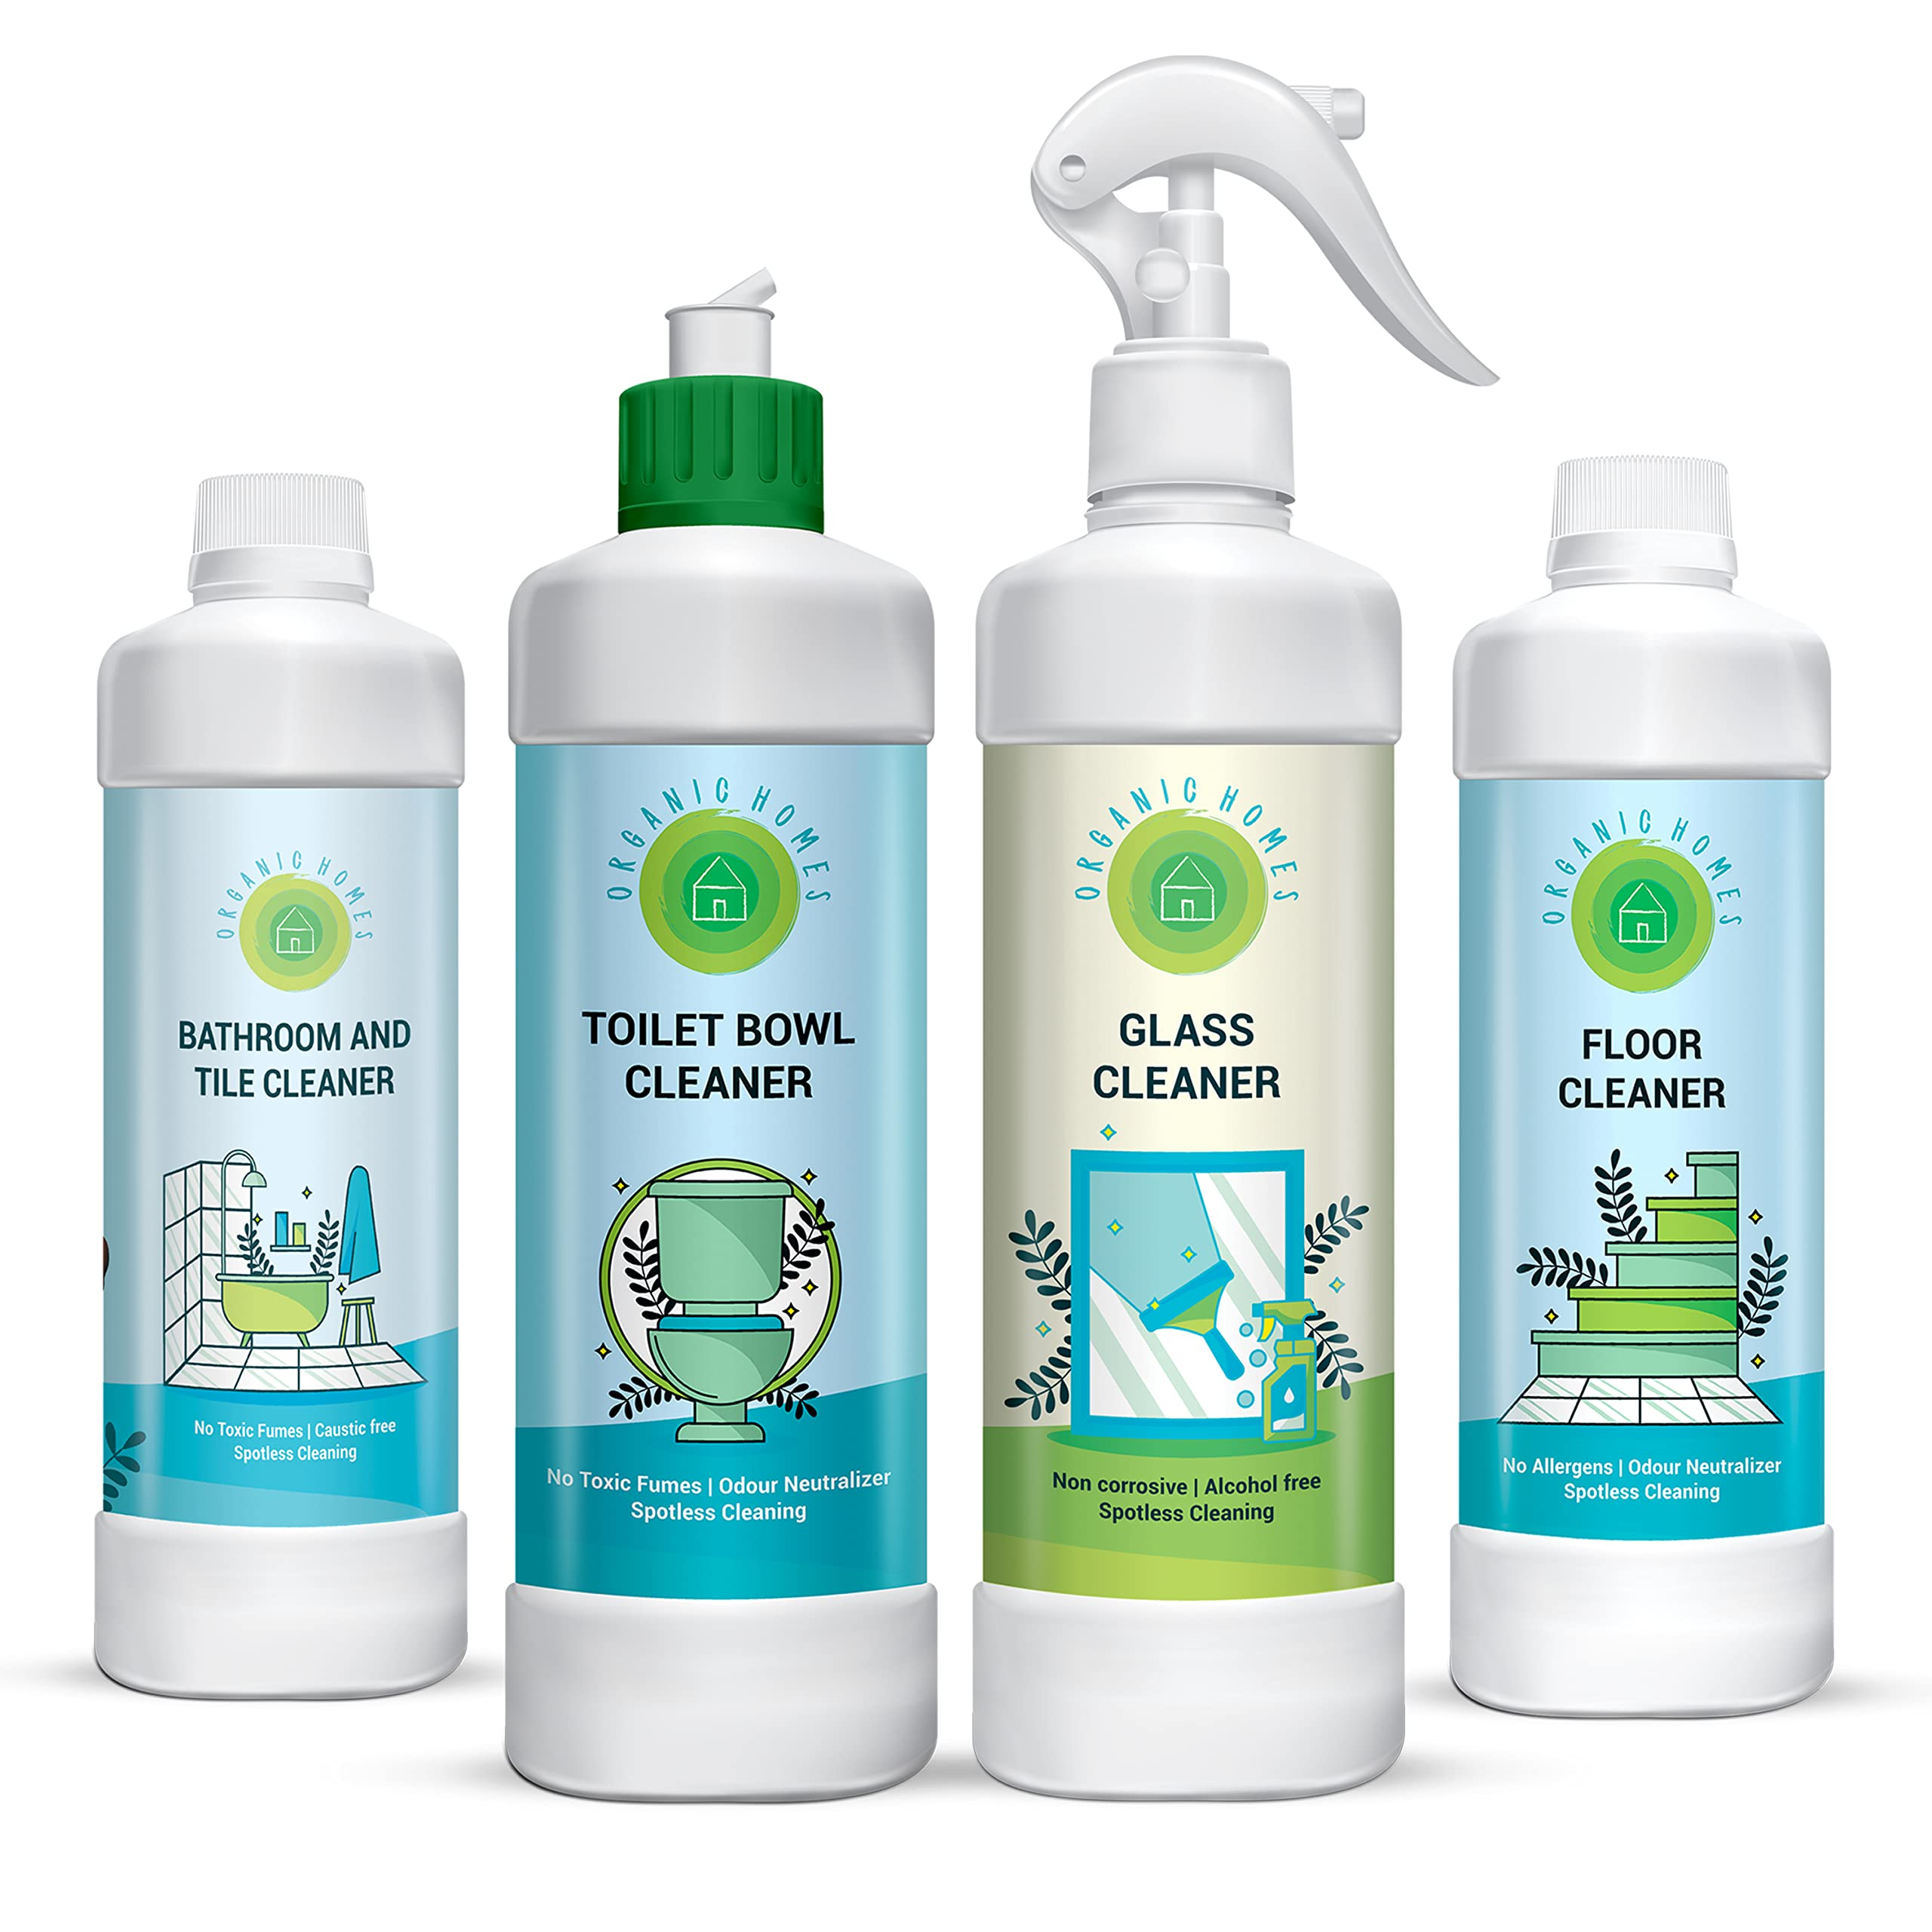 ORGANIC HOMES
BATHROOM AND
TILE CLEANER
No Toxic Fumes | Caustic free
Spotless Cleaning
ORGANIC HOMES
TOILET BOWL
CLEANER
No Toxic Fumes | Odour Neutralizer
Spotless Cleaning
ORGANIC HOMES
GLASS
CLEANER
Non corrosive | Alcohol free
Spotless Cleaning
ORGANIC HOMES
FLOOR
CLEANER
No Allergens | Odour Neutralizer
Spotless Cleaning